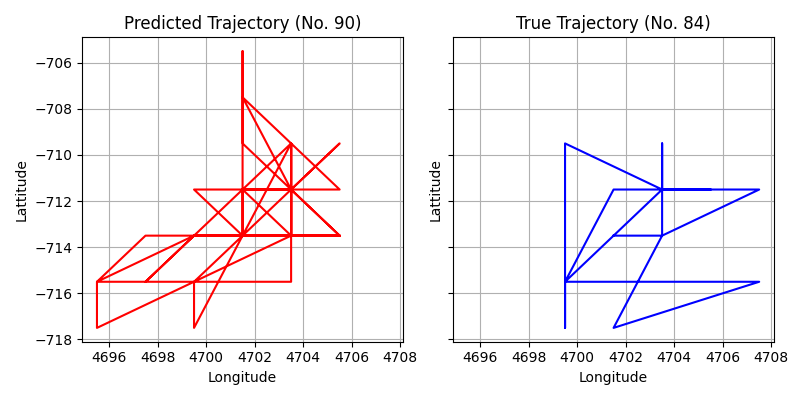 Predicted Trajectory (No. 90)
True Trajectory (No. 84)
Lattitude
−706
−708
−710
−712
−714
−716
−718
4696 4698 4700 4702 4704 4706 4708
Longitude
Lattitude
4696 4698 4700 4702 4704 4706 4708
Longitude